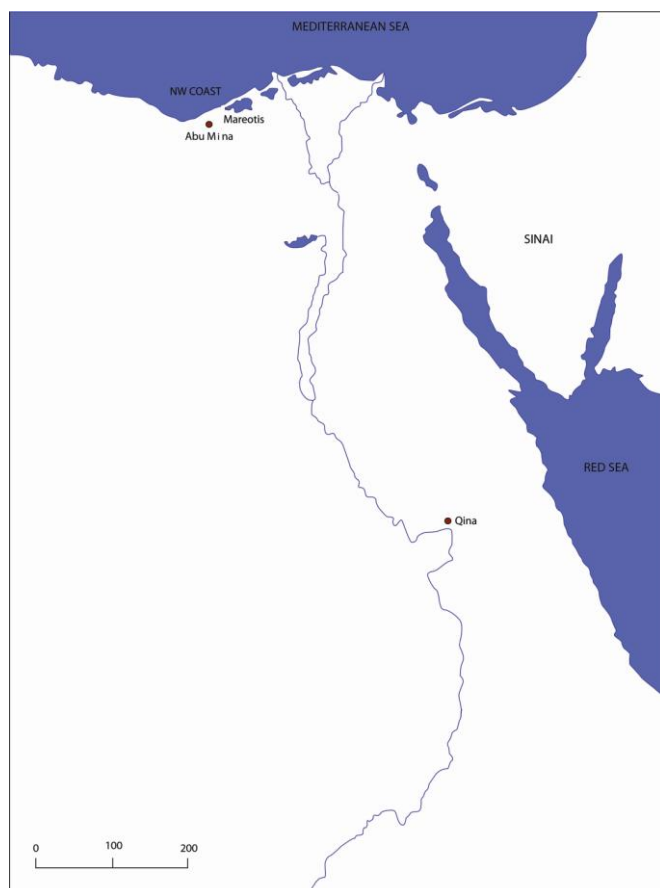 MEDITERRANEAN SEA
NW COAST
Mareotis
Abu Mina
SINAI
RED SEA
Qina
0 100 200